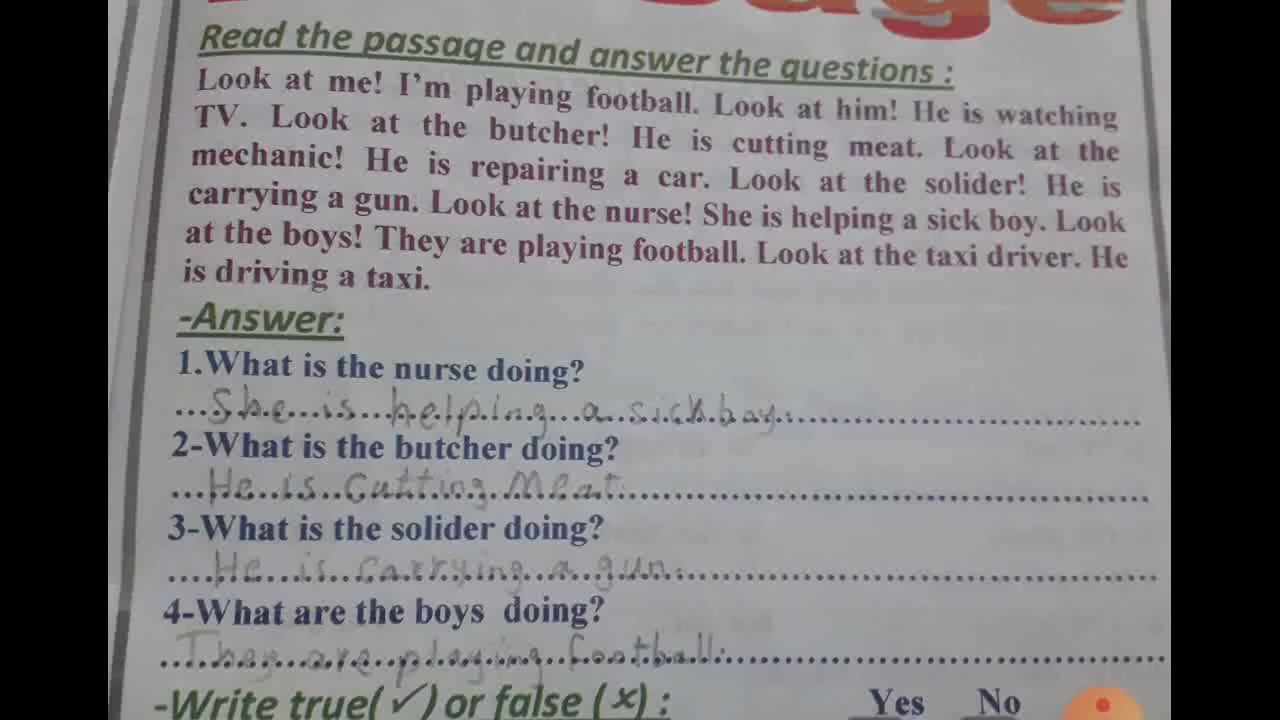 Read the passage and answer the questions :
Look at me! I'm playing football. Look at him! He is watching
TV. Look at the butcher! He is cutting meat. Look at the
mechanic! He is repairing a car. Look at the solider! He is
carrying a gun. Look at the nurse! She is helping a sick boy. Look
at the boys! They are playing football. Look at the taxi driver. He
is driving a taxi.
-Answer:
1.What is the nurse doing?
She is helping a sick boy.
2-What is the butcher doing?
He is Cutting Meat.
3-What is the solider doing?
He is carrying a gun.
4-What are the boys doing?
They are playing football.
-Write true(✓) or false (×) : Yes No